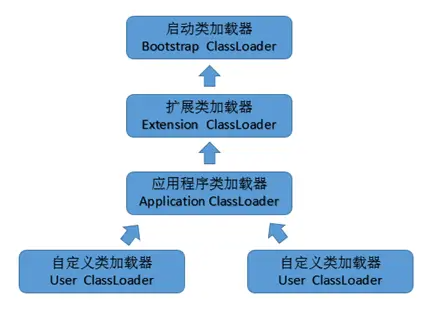 启动类加载器
Bootstrap ClassLoader
扩展类加载器
Extension ClassLoader
应用程序类加载器
Application ClassLoader
自定义类加载器
User ClassLoader
自定义类加载器
User ClassLoader